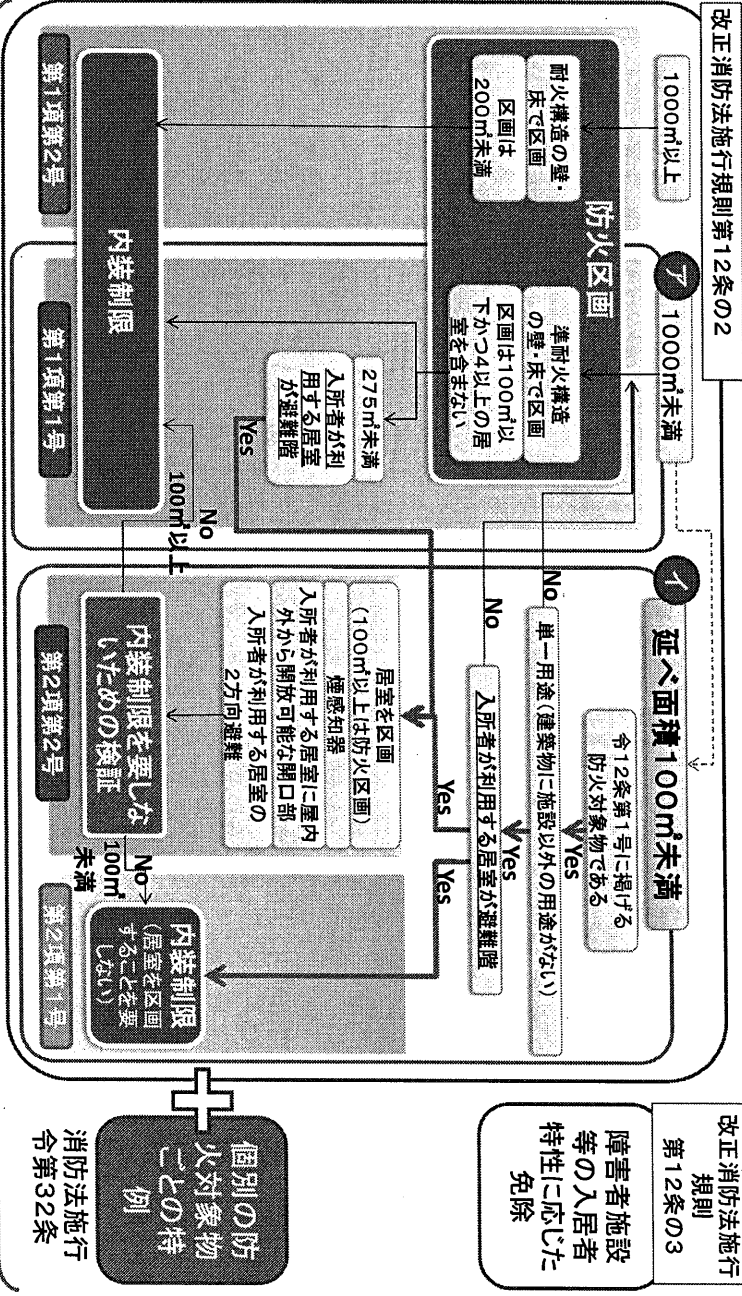 改正消防法施行規則第12条の2
1000㎡以上
耐火構造の壁・
床で区画
区画は
200㎡未満
防火区画
ア
1000㎡未満
準耐火構造
の壁・床で区画
区画は100㎡以
下かつ4以上の居
室を含まない
275㎡未満
入所者が利
用する居室
が避難階
Yes
内装制限
第1項第2号
第1項第1号
No
100㎡以上
イ
延べ面積100㎡未満
令12条第1号に掲げる
防火対象物である
Yes
単一用途(建築物に施設以外の用途がない)
No
Yes
入所者が利用する居室が避難階
No
Yes
Yes
居室を区画
(100㎡以上は防火区画)
煙感知器
入所者が利用する居室に屋内
外から開放可能な開口部
入所者が利用する居室の
2方向避難
内装制限を要しな
いための検証
第2項第2号
No
100㎡
未満
内装制限
(居室を区画
することを要
しない)
第2項第1号
改正消防法施行
規則
第12条の3
障害者施設
等の入居者
特性に応じた
免除
個別の防
火対象物
ごとの特
例
消防法施行
令第32条